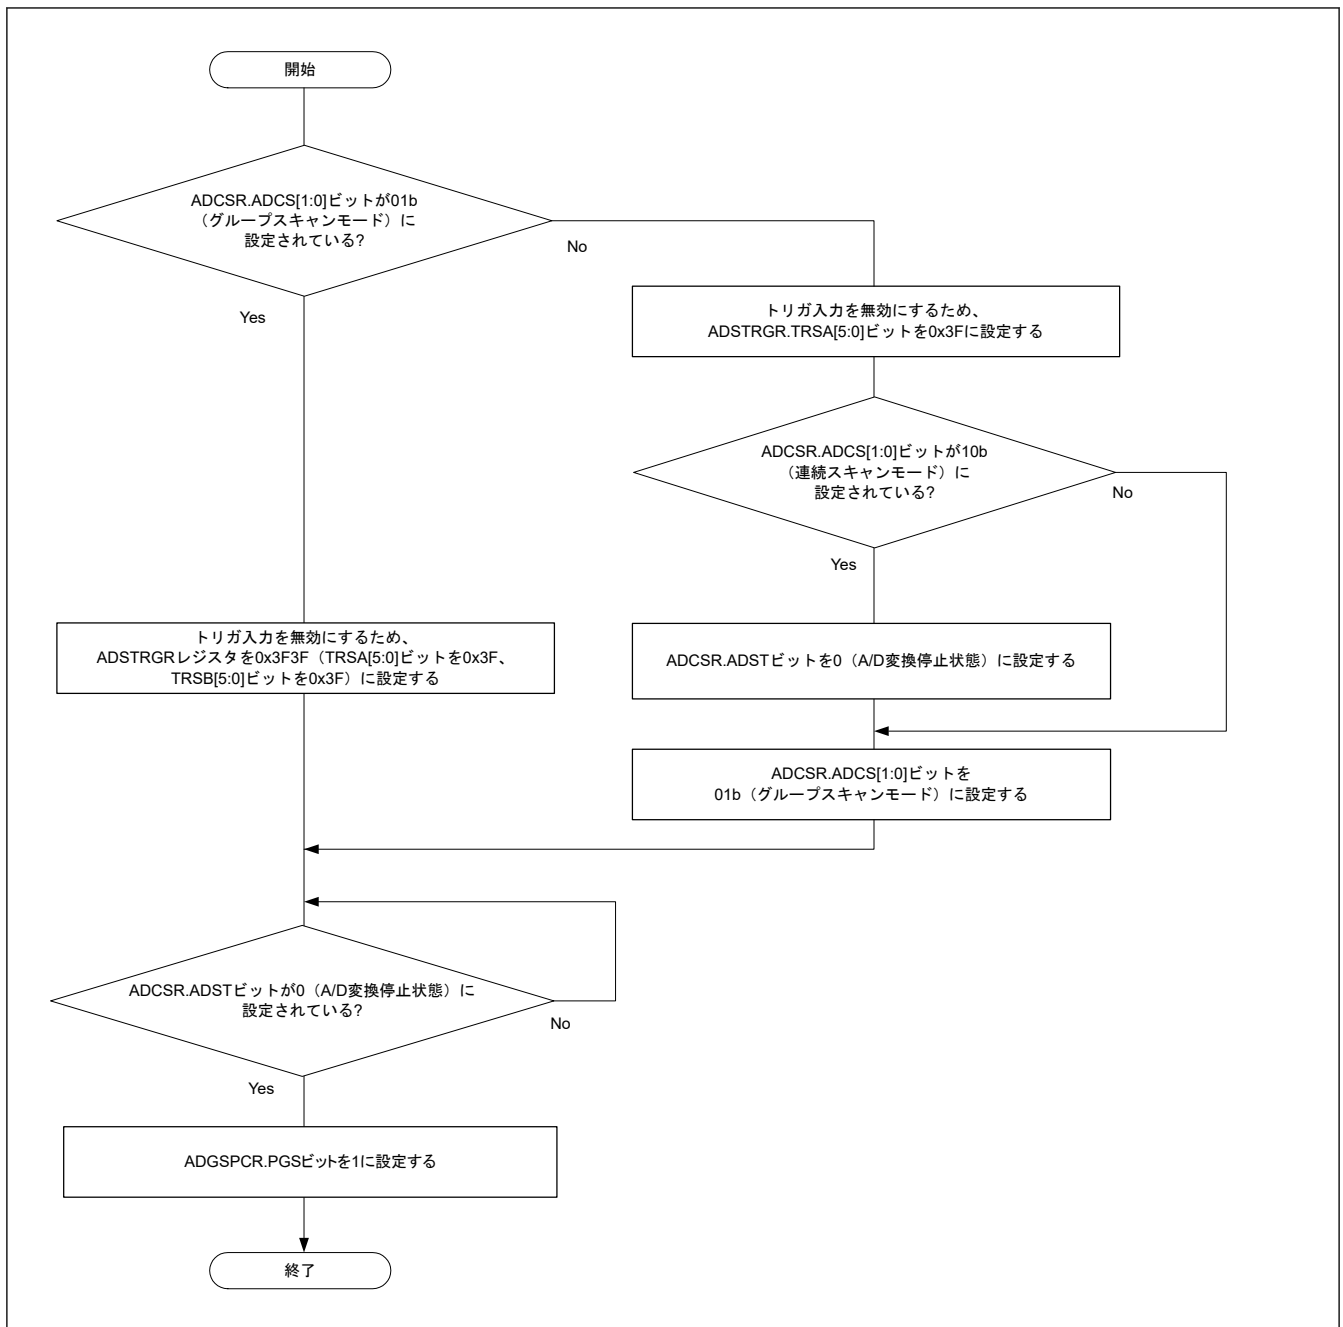 開始
ADCSR.ADCS[1:0]ビットが01b
（グループスキャンモード）に
設定されている?
No
Yes
トリガ入力を無効にするため、
ADSTRGR.TRSA[5:0]ビットを0x3Fに設定する
ADCSR.ADCS[1:0]ビットが10b
（連続スキャンモード）に
設定されている?
No
Yes
トリガ入力を無効にするため、
ADSTRGRレジスタを0x3F3F（TRSA[5:0]ビットを0x3F、
TRSB[5:0]ビットを0x3F）に設定する
ADCSR.ADSTビットを0（A/D変換停止状態）に設定する
ADCSR.ADCS[1:0]ビットを
01b（グループスキャンモード）に設定する
ADCSR.ADSTビットが0（A/D変換停止状態）に
設定されている?
No
Yes
ADGSPCR.PGSビットを1に設定する
終了